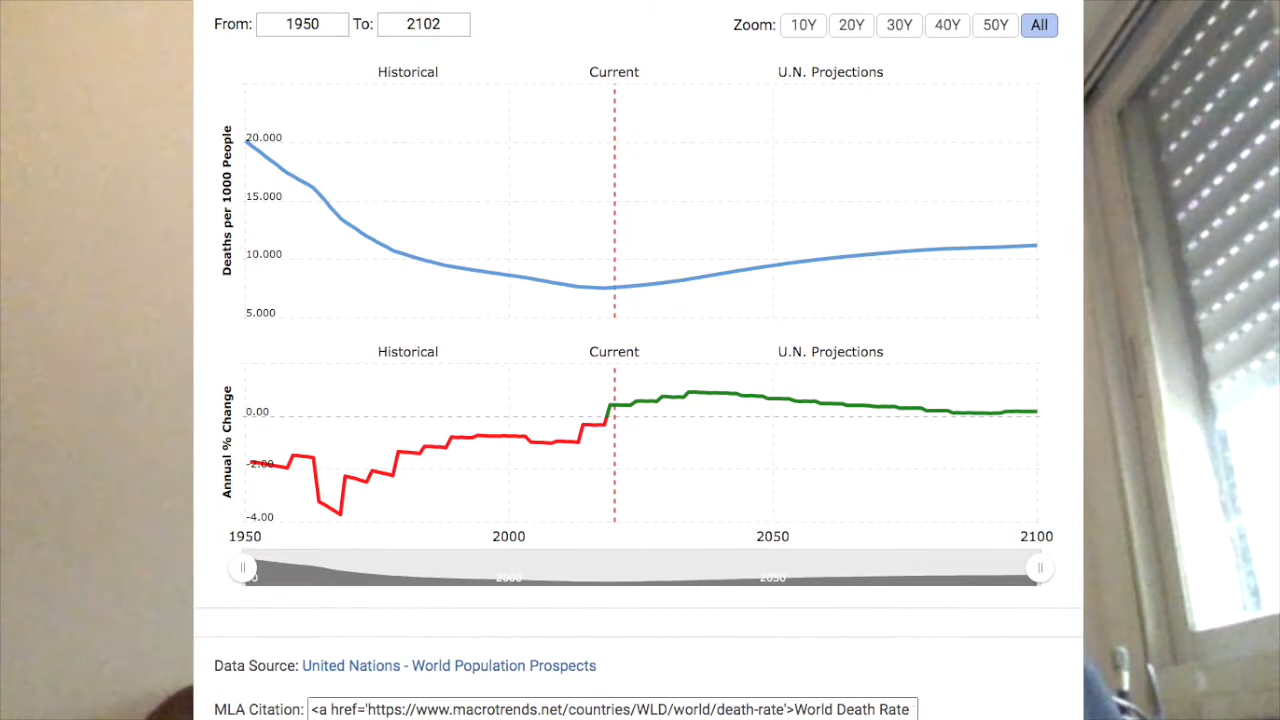 From: 1950 To: 2102 Zoom: 10Y 20Y 30Y 40Y 50Y All
Historical Current U.N. Projections
Deaths per 1000 People
20.000
15.000
10.000
5.000
Historical Current U.N. Projections
Annual % Change
0.00
-2.00
-4.00
1950 2000 2050 2100
2000 2050
Data Source: United Nations - World Population Prospects
MLA Citation: <a href='https://www.macrotrends.net/countries/WLD/world/death-rate'>World Death Rate